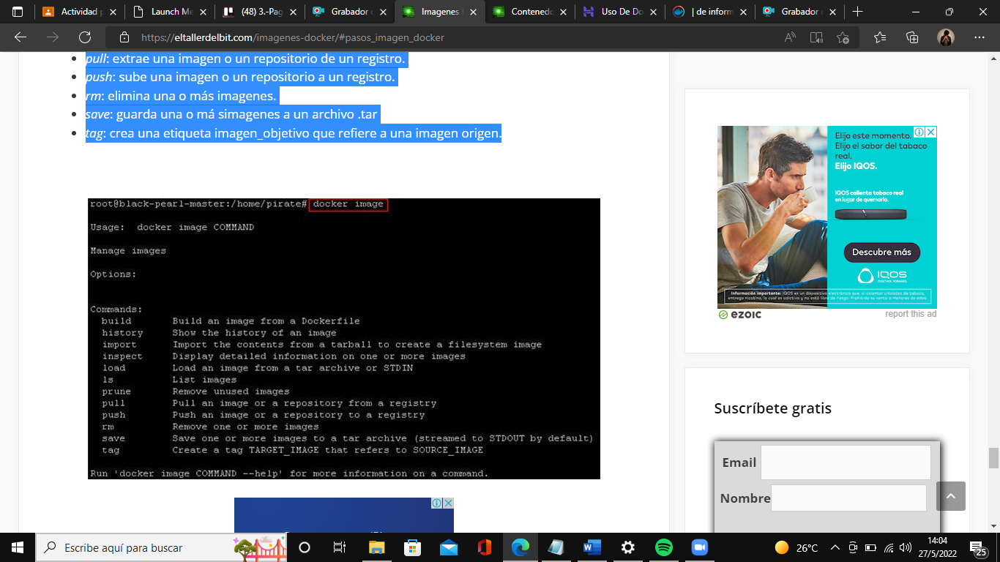 Actividad p
Launch Me
(48) 3.-Pag
Grabador d
Imagenes
Contenedo
Uso De Do
| de inform
Grabador d
https://eltallerdelbit.com/imagenes-docker/#pasos_imagen_docker
pull: extrae una imagen o un repositorio de un registro.
push: sube una imagen o un repositorio a un registro.
rm: elimina una o más imagenes.
save: guarda una o má simagenes a un archivo .tar
tag: crea una etiqueta imagen_objetivo que refiere a una imagen origen.
root@black-pearl-master:/home/pirate# docker image
Usage:  docker image COMMAND
Manage images
Options:
Commands:
build       Build an image from a Dockerfile
history     Show the history of an image
import      Import the contents from a tarball to create a filesystem image
inspect     Display detailed information on one or more images
load        Load an image from a tar archive or STDIN
ls          List images
prune       Remove unused images
pull        Pull an image or a repository from a registry
push        Push an image or a repository to a registry
rm          Remove one or more images
save        Save one or more images to a tar archive (streamed to STDOUT by default)
tag         Create a tag TARGET_IMAGE that refers to SOURCE_IMAGE
Run 'docker image COMMAND --help' for more information on a command.
Elijo este momento.
Elijo el sabor del tabaco
real.
Elijo IQOS.
IQOS calienta tabaco real
en lugar de quemarlo.
Descubre más
IQOS
TOGETHER. FORWARD.
Información importante: IQOS es un dispositivo electrónico que, al calentar unidades de tabaco,
entrega nicotina, la cual es adictiva y no está libre de riesgo. Prohibido su venta a menores de edad.
ezoic
report this ad
Suscríbete gratis
Email
Nombre
Escribe aquí para buscar
26°C
14:04
27/5/2022
25